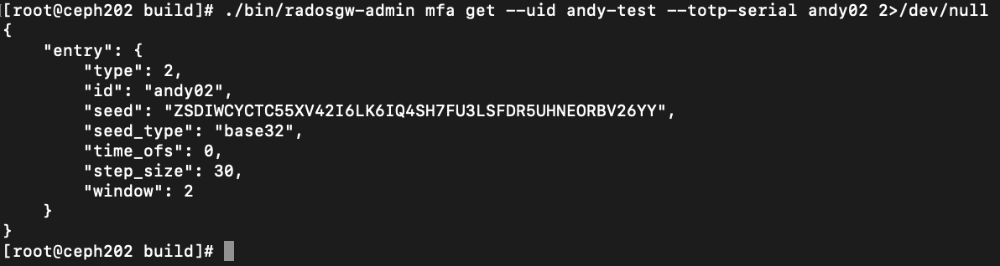 [root@ceph202 build]# ./bin/radosgw-admin mfa get --uid andy-test --totp-serial andy02 2>/dev/null
{
    "entry": {
        "type": 2,
        "id": "andy02",
        "seed": "ZSDIWCYCTC55XV42I6LK6IQ4SH7FU3LSFDR5UHNEORBV26YY",
        "seed_type": "base32",
        "time_ofs": 0,
        "step_size": 30,
        "window": 2
    }
}
[root@ceph202 build]#